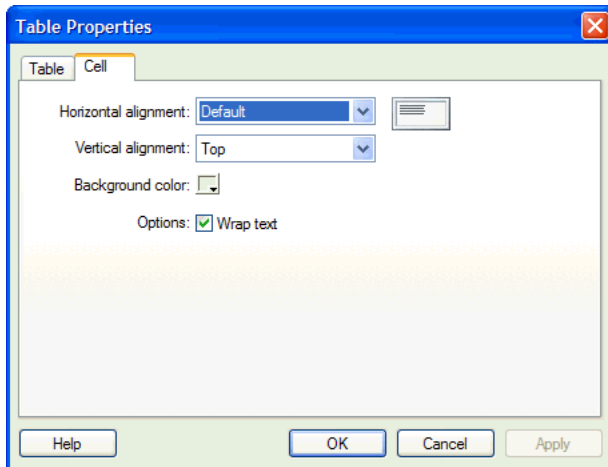 Table Properties
Table Cell
Horizontal alignment: Default
Vertical alignment: Top
Background color:
Options: Wrap text
Help OK Cancel Apply